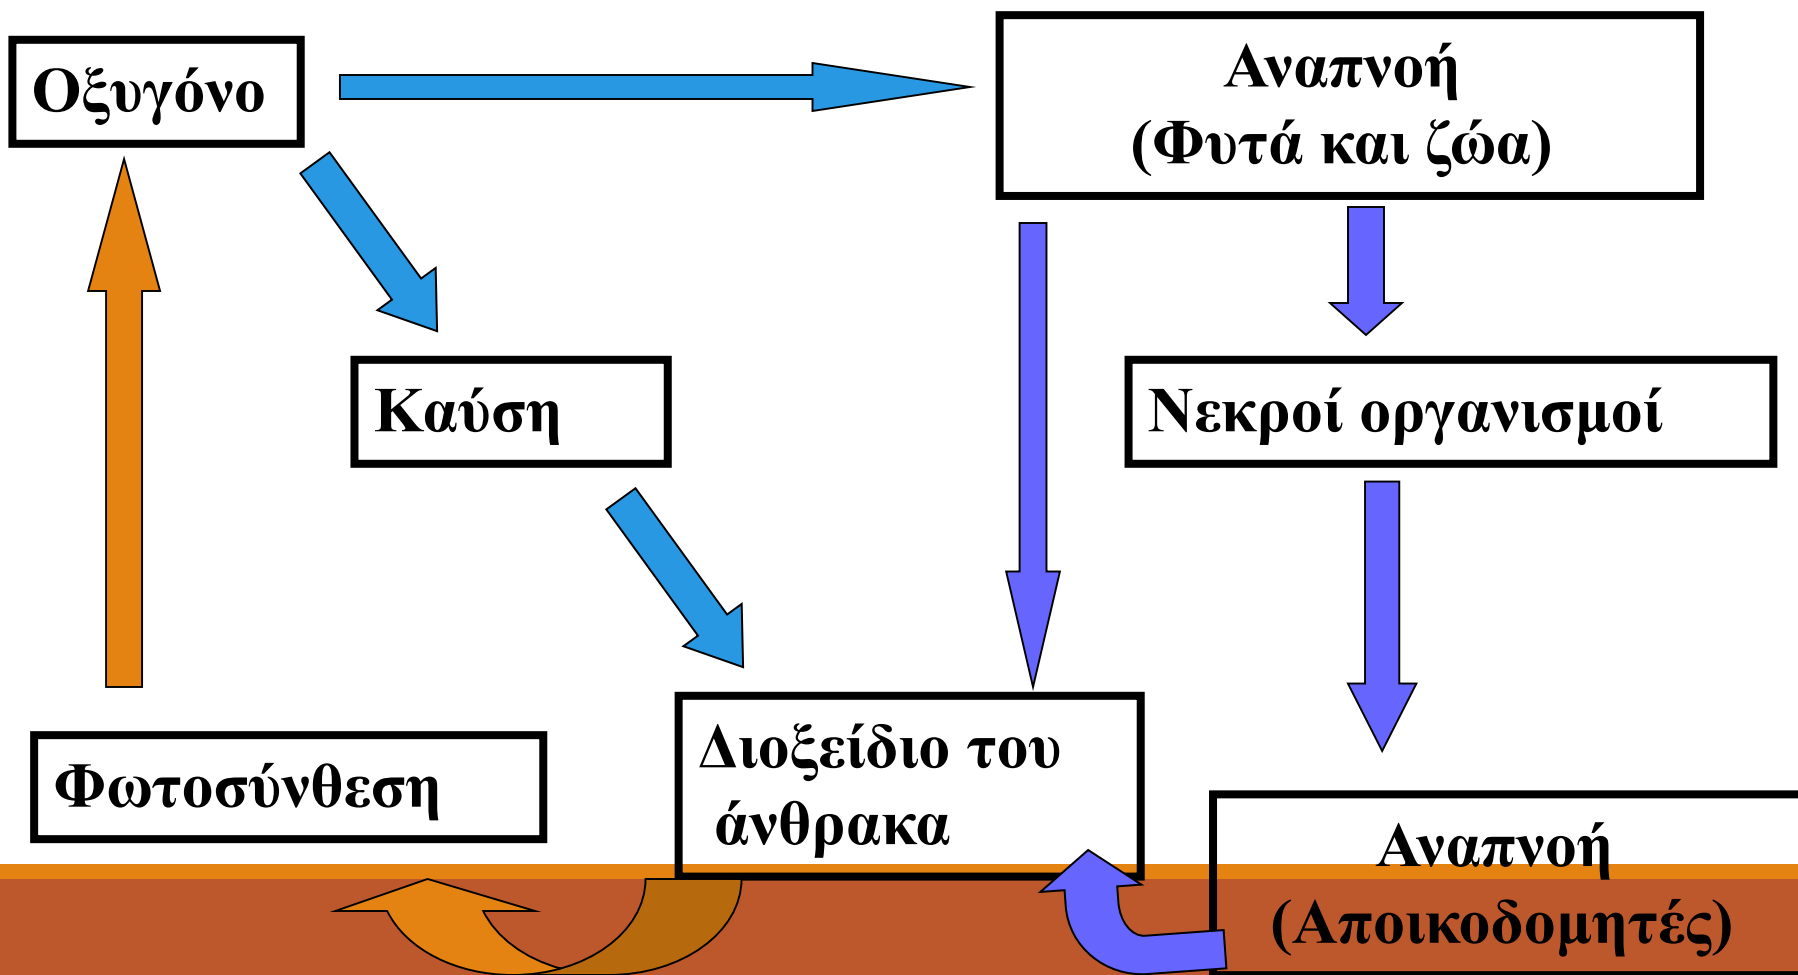 Οξυγόνο
Αναπνοή
(Φυτά και ζώα)
Καύση
Νεκροί οργανισμοί
Φωτοσύνθεση
Διοξείδιο του
άνθρακα
Αναπνοή
(Αποικοδομητές)